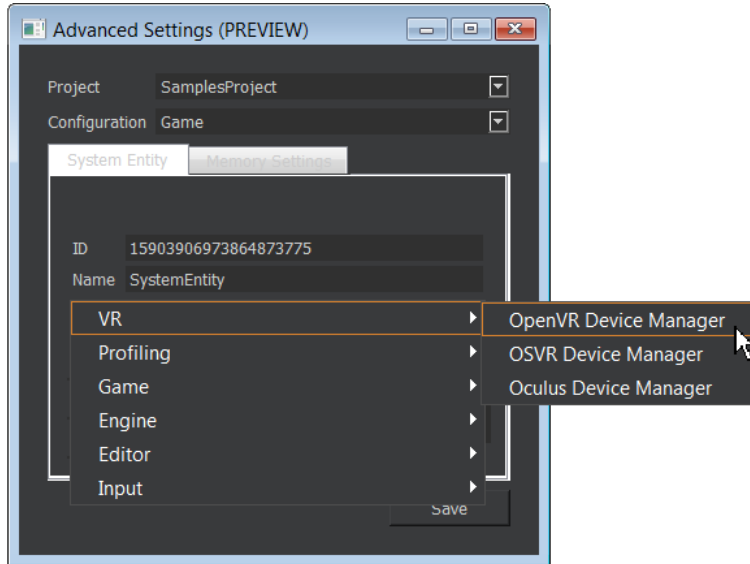 Advanced Settings (PREVIEW)
Project SamplesProject
Configuration Game
System Entity Memory Settings
ID 15903906973864873775
Name SystemEntity
VR OpenVR Device Manager
Profiling OSVR Device Manager
Game Oculus Device Manager
Engine
Editor
Input
Save